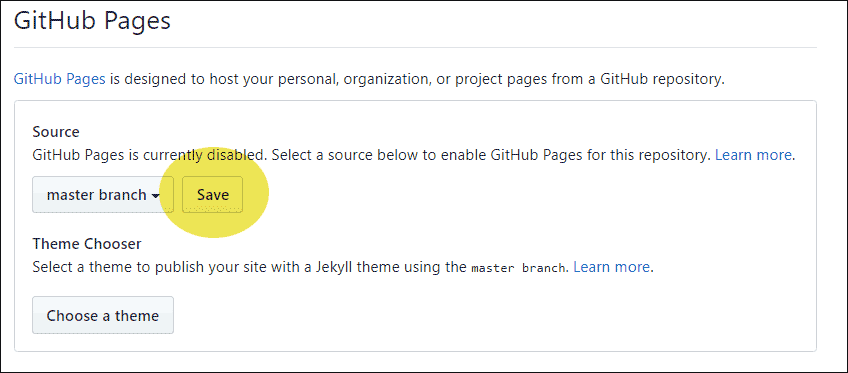 GitHub Pages
GitHub Pages is designed to host your personal, organization, or project pages from a GitHub repository.
Source
GitHub Pages is currently disabled. Select a source below to enable GitHub Pages for this repository. Learn more.
master branch Save
Theme Chooser
Select a theme to publish your site with a Jekyll theme using the master branch. Learn more.
Choose a theme